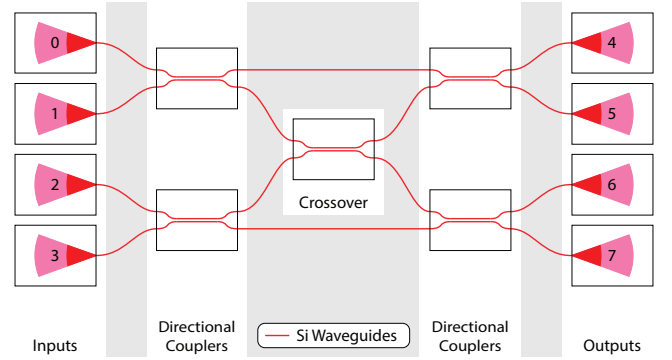 0
4
1
5
2
6
Crossover
3
7
Inputs
Directional
Couplers
Si Waveguides
Directional
Couplers
Outputs